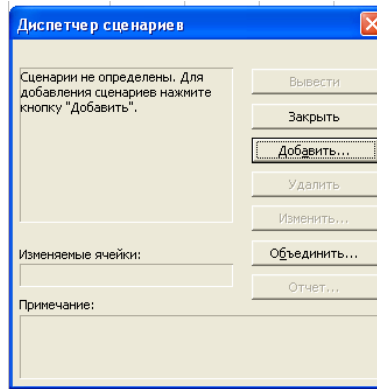 Диспетчер сценариев
Сценарии не определены. Для
добавления сценариев нажмите
кнопку "Добавить".
Вывести
Закрыть
Добавить...
Удалить
Изменить...
Изменяемые ячейки:
Объединить...
Отчет...
Примечание: